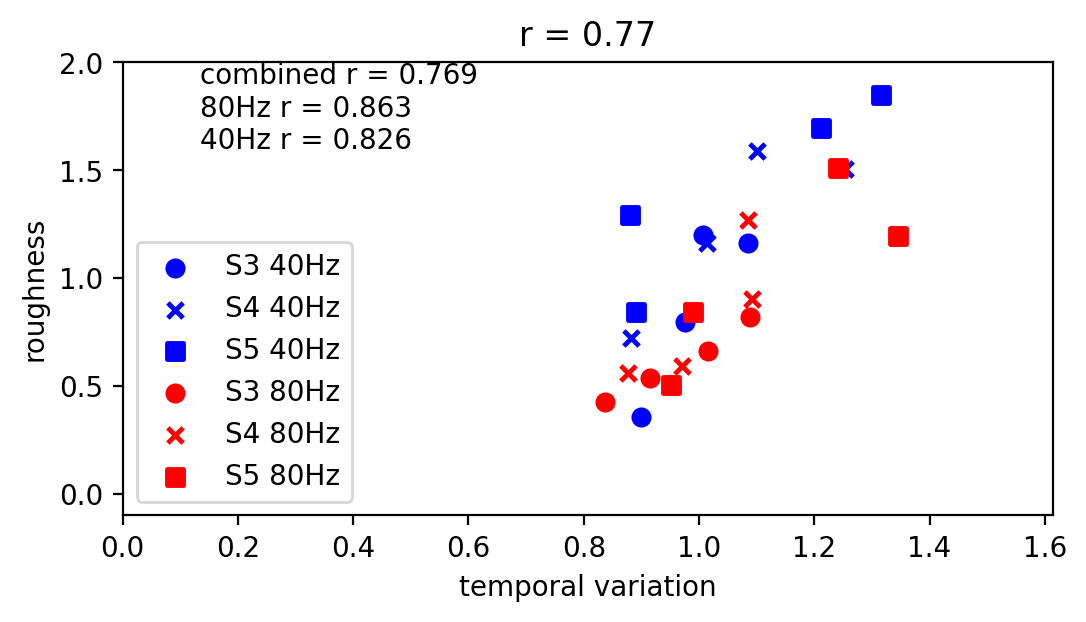 r = 0.77
2.0
combined r = 0.769
80Hz r = 0.863
40Hz r = 0.826
1.5
1.0
0.5
0.0
roughness
S3 40Hz
S4 40Hz
S5 40Hz
S3 80Hz
S4 80Hz
S5 80Hz
0.0 0.2 0.4 0.6 0.8 1.0 1.2 1.4 1.6
temporal variation